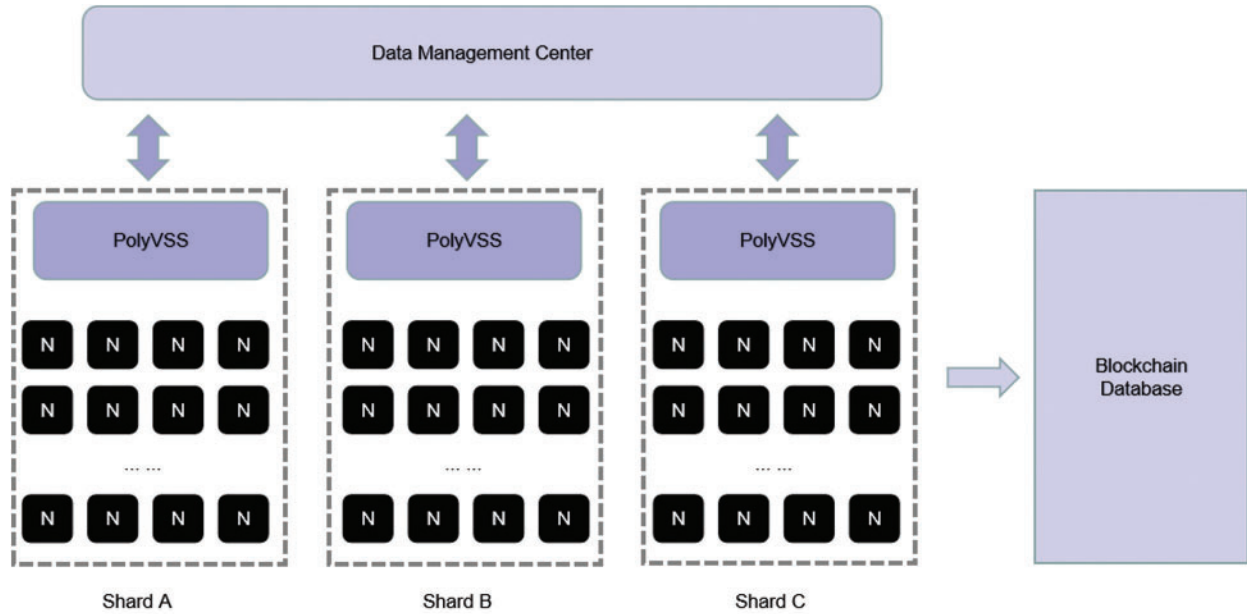 Data Management Center
PolyVSS PolyVSS PolyVSS
N N N N N N N N N N N N
N N N N N N N N N N N N
Blockchain
Database
... ... ... ... ... ...
N N N N N N N N N N N N
Shard A Shard B Shard C